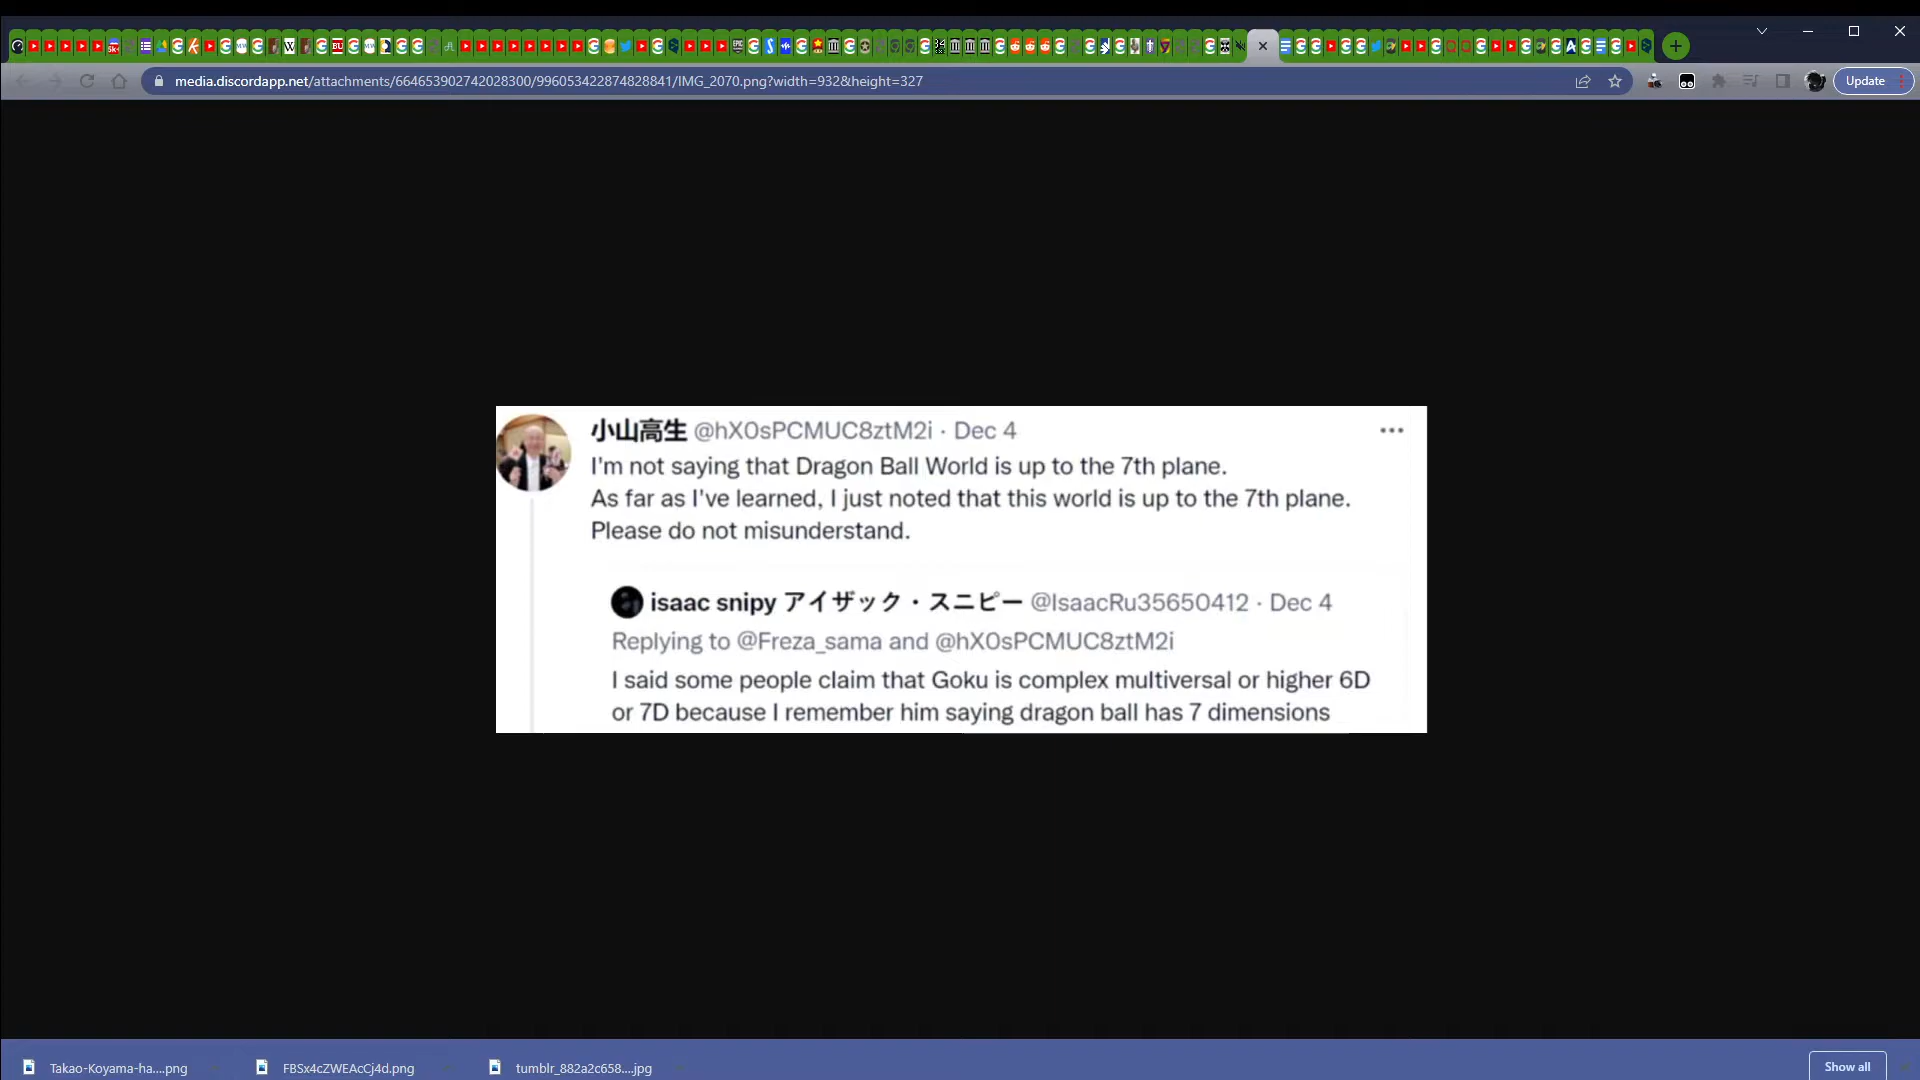 media.discordapp.net/attachments/664653902742028300/996053422874828841/IMG_2070.png?width=932&height=327
Update
小山高生 @hX0sPCMUC8ztM2i · Dec 4
I'm not saying that Dragon Ball World is up to the 7th plane.
As far as I've learned, I just noted that this world is up to the 7th plane.
Please do not misunderstand.
isaac snipy アイザック・スニピー @IsaacRu35650412 · Dec 4
Replying to @Freza_sama and @hX0sPCMUC8ztM2i
I said some people claim that Goku is complex multiversal or higher 6D
or 7D because I remember him saying dragon ball has 7 dimensions
Takao-Koyama-ha....png
FBSx4cZWEAcCj4d.png
tumblr_882a2c658....jpg
Show all